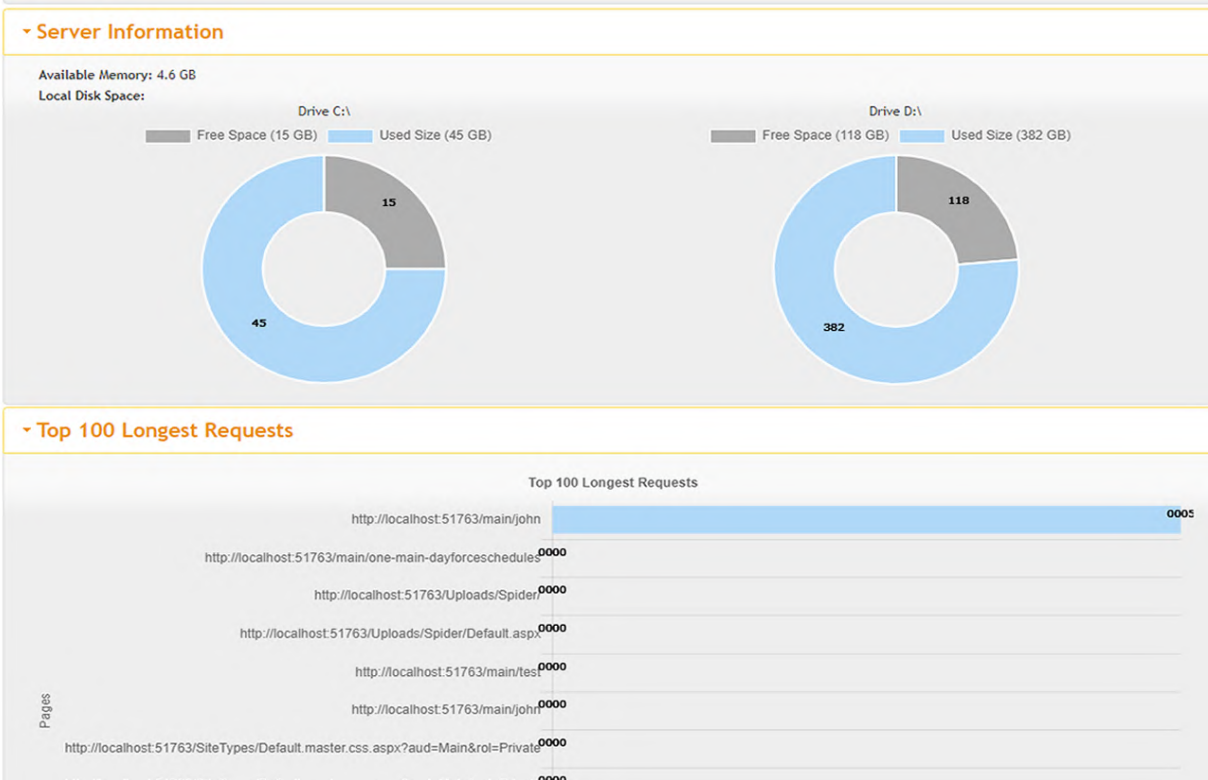 Server Information
Available Memory: 4.6 GB
Local Disk Space:
Drive C:\
Free Space (15 GB) Used Size (45 GB)
15
45
Drive D:\
Free Space (118 GB) Used Size (382 GB)
118
382
Top 100 Longest Requests
Top 100 Longest Requests
Pages
http://localhost:51763/main/john 0005
http://localhost:51763/main/one-main-dayforceschedules 0000
http://localhost:51763/Uploads/Spider/ 0000
http://localhost:51763/Uploads/Spider/Default.aspx 0000
http://localhost:51763/main/test 0000
http://localhost:51763/main/john 0000
http://localhost:51763/SiteTypes/Default.master.css.aspx?aud=Main&rol=Private 0000
0000